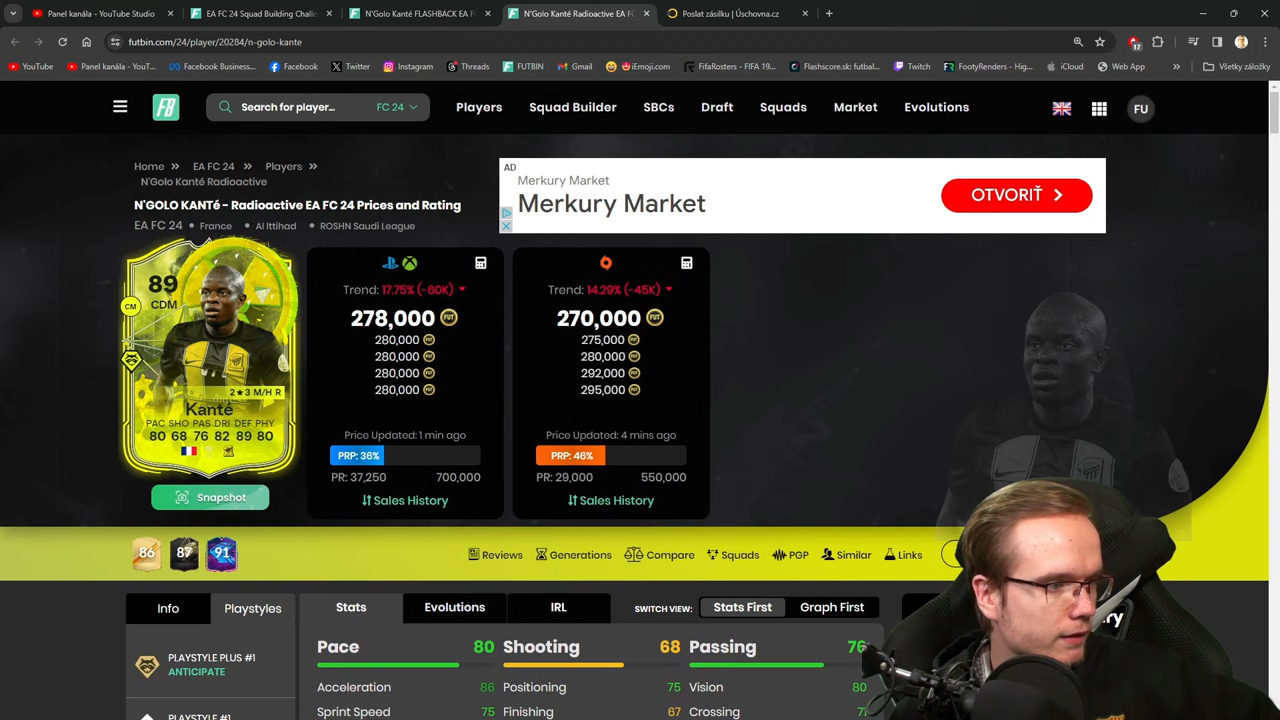 Panel kanála - YouTube Studio
EA FC 24 Squad Building Chall
N'Golo Kanté FLASHBACK EA F
N'Golo Kanté Radioactive EA FC
Poslat zásilku | Úschovna.cz
futbin.com/24/player/20284/n-golo-kante
17
YouTube
Panel kanála - YouT...
Facebook Business...
Facebook
Twitter
Instagram
Threads
FUTBIN
Gmail
iEmoji.com
FifaRosters - FIFA 19...
Flashscore.sk: futbal...
Twitch
FootyRenders - Hig...
iCloud
Web App
Všetky záložky
FB
Search for player...
FC 24
Players
Squad Builder
SBCs
Draft
Squads
Market
Evolutions
FU
Home
EA FC 24
Players
N'Golo Kanté Radioactive
N'GOLO KANTé - Radioactive EA FC 24 Prices and Rating
EA FC 24
France
Al Ittihad
ROSHN Saudi League
AD
Merkury Market
Merkury Market
OTVORIŤ
89
CDM
CM
2★3 M/H R
Kanté
PAC SHO PAS DRI DEF PHY
80 68 76 82 89 80
Snapshot
Trend: 17.75% (-60K)
278,000
280,000
280,000
280,000
280,000
Price Updated: 1 min ago
PRP: 36%
PR: 37,250
700,000
Sales History
Trend: 14.29% (-45K)
270,000
275,000
280,000
292,000
295,000
Price Updated: 4 mins ago
PRP: 46%
PR: 29,000
550,000
Sales History
86
87
91
Reviews
Generations
Compare
Squads
PGP
Similar
Links
Info
Playstyles
Stats
Evolutions
IRL
SWITCH VIEW:
Stats First
Graph First
PLAYSTYLE PLUS #1
ANTICIPATE
PLAYSTYLE #1
Pace
80
Acceleration
86
Sprint Speed
75
Shooting
68
Positioning
75
Finishing
67
Passing
76
Vision
80
Crossing